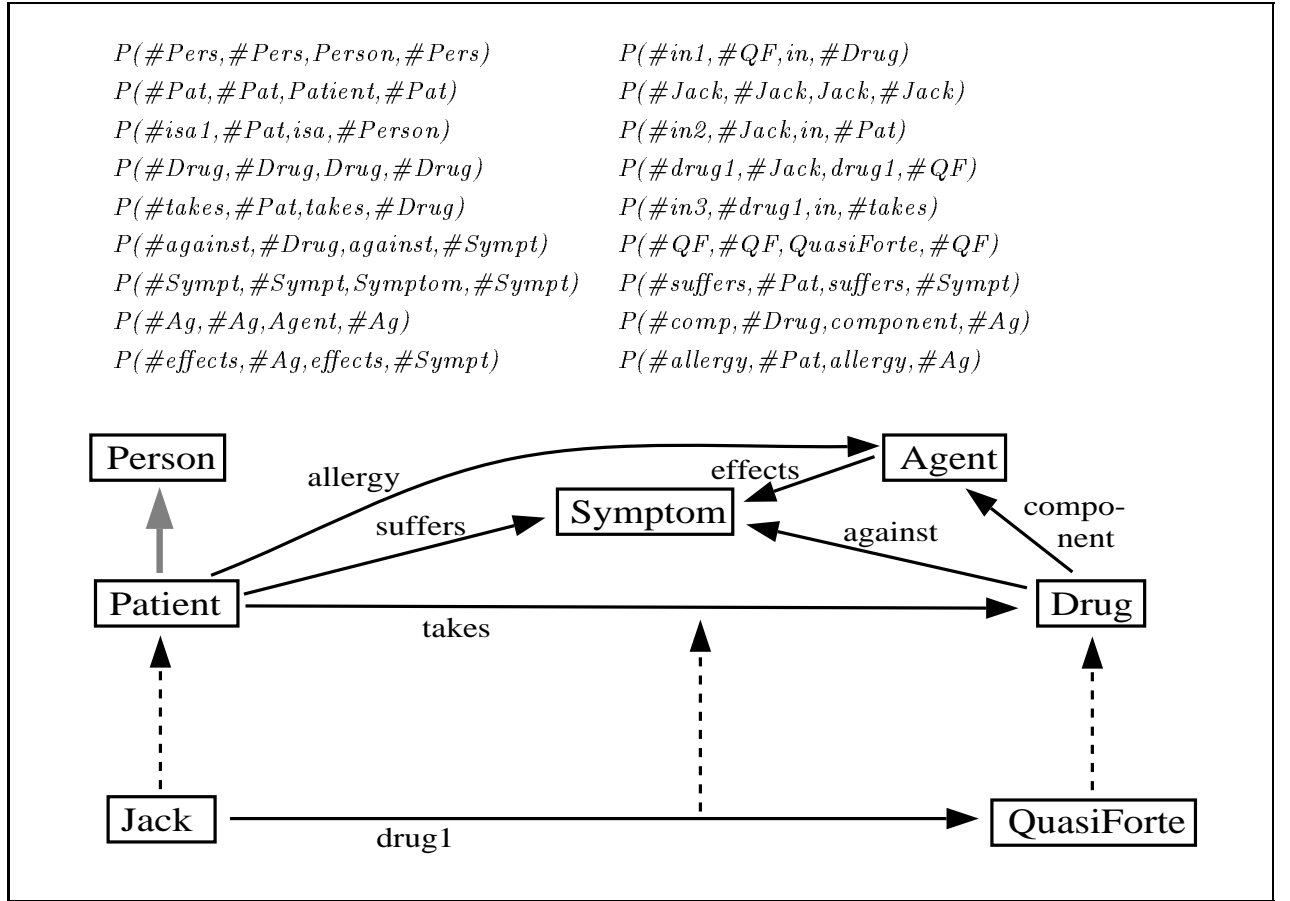 P(#Pers,#Pers,Person,#Pers)
P(#Pat,#Pat,Patient,#Pat)
P(#isa1,#Pat,isa,#Person)
P(#Drug,#Drug,Drug,#Drug)
P(#takes,#Pat,takes,#Drug)
P(#against,#Drug,against,#Sympt)
P(#Sympt,#Sympt,Symptom,#Sympt)
P(#Ag,#Ag,Agent,#Ag)
P(#effects,#Ag,effects,#Sympt)
P(#in1,#QF,in,#Drug)
P(#Jack,#Jack,Jack,#Jack)
P(#in2,#Jack,in,#Pat)
P(#drug1,#Jack,drug1,#QF)
P(#in3,#drug1,in,#takes)
P(#QF,#QF,QuasiForte,#QF)
P(#suffers,#Pat,suffers,#Sympt)
P(#comp,#Drug,component,#Ag)
P(#allergy,#Pat,allergy,#Ag)
Person
allergy
effects
Agent
suffers
Symptom
against
compo-
nent
Patient
takes
Drug
Jack
drug1
QuasiForte